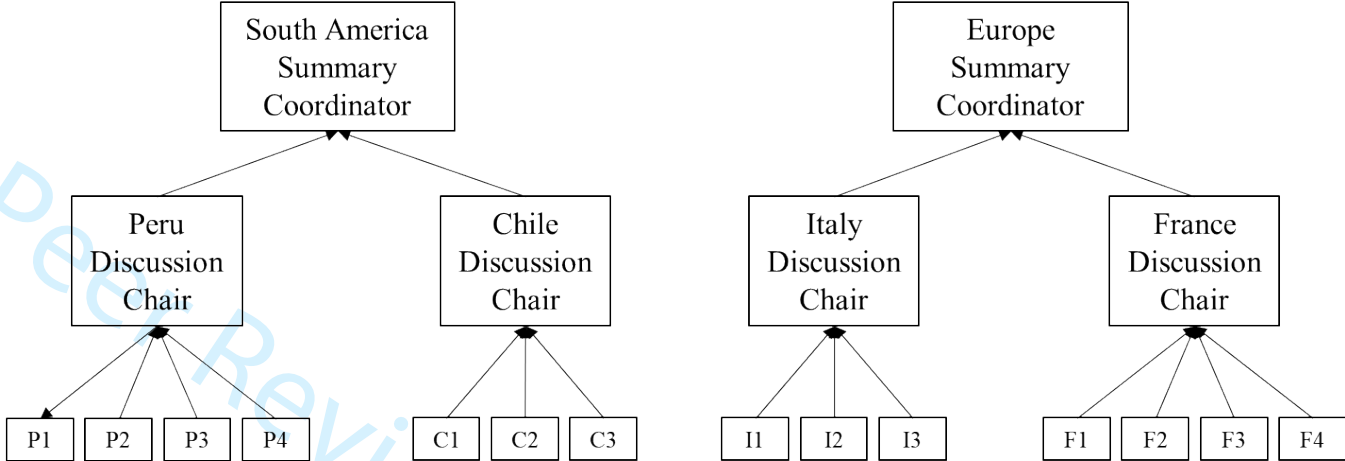 South America
Summary
Coordinator
Europe
Summary
Coordinator
Peru
Discussion
Chair
Chile
Discussion
Chair
Italy
Discussion
Chair
France
Discussion
Chair
P1
P2
P3
P4
C1
C2
C3
I1
I2
I3
F1
F2
F3
F4